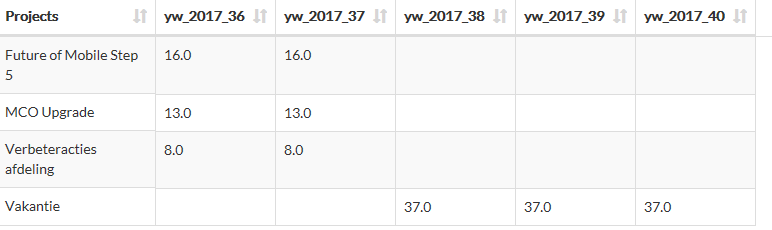 Projects yw_2017_36 yw_2017_37 yw_2017_38 yw_2017_39 yw_2017_40
Future of Mobile Step 16.0 16.0
5
MCO Upgrade 13.0 13.0
Verbeteracties 8.0 8.0
afdeling
Vakantie 37.0 37.0 37.0